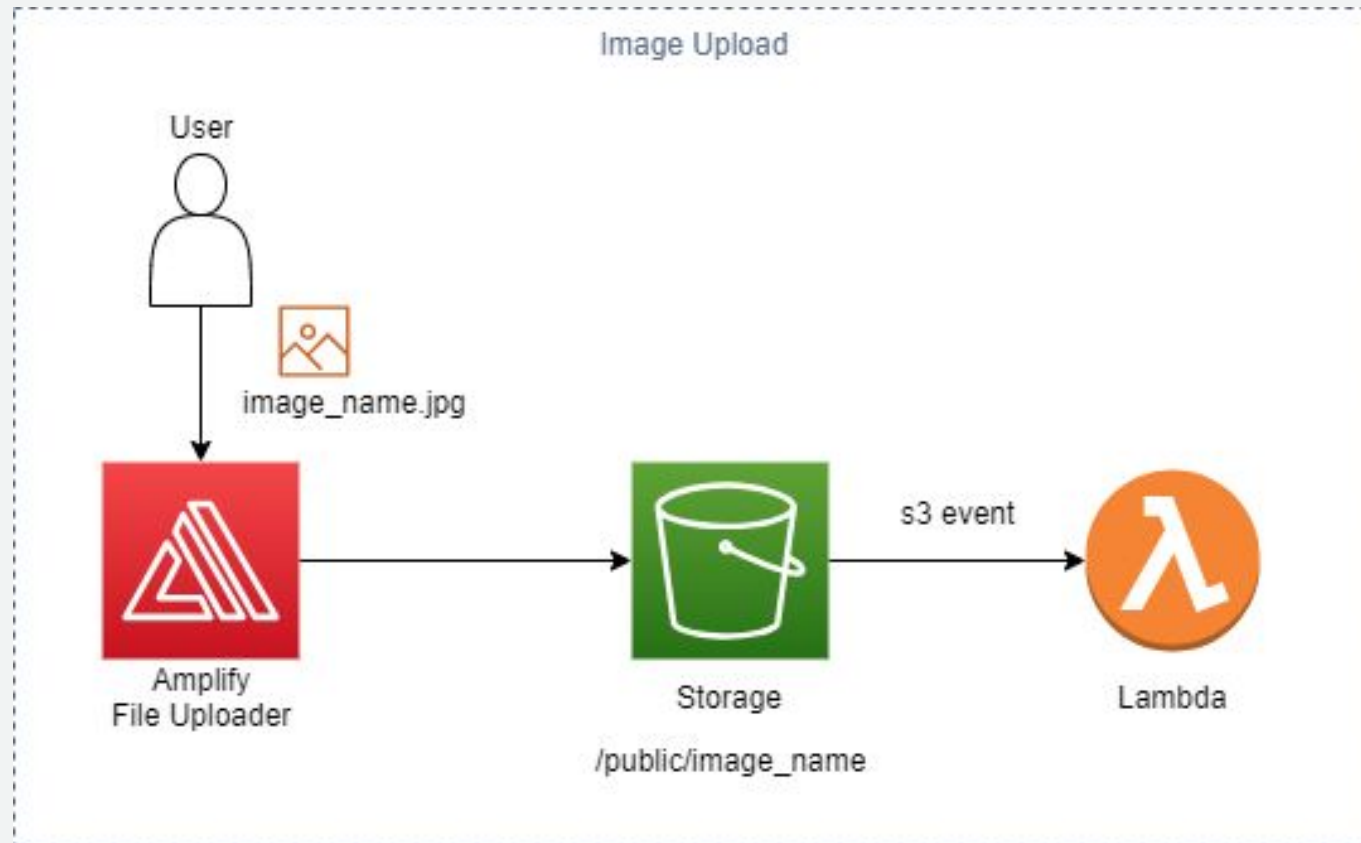 Image Upload
User
image_name.jpg
s3 event
Amplify
File Uploader
Storage
Lambda
/public/image_name